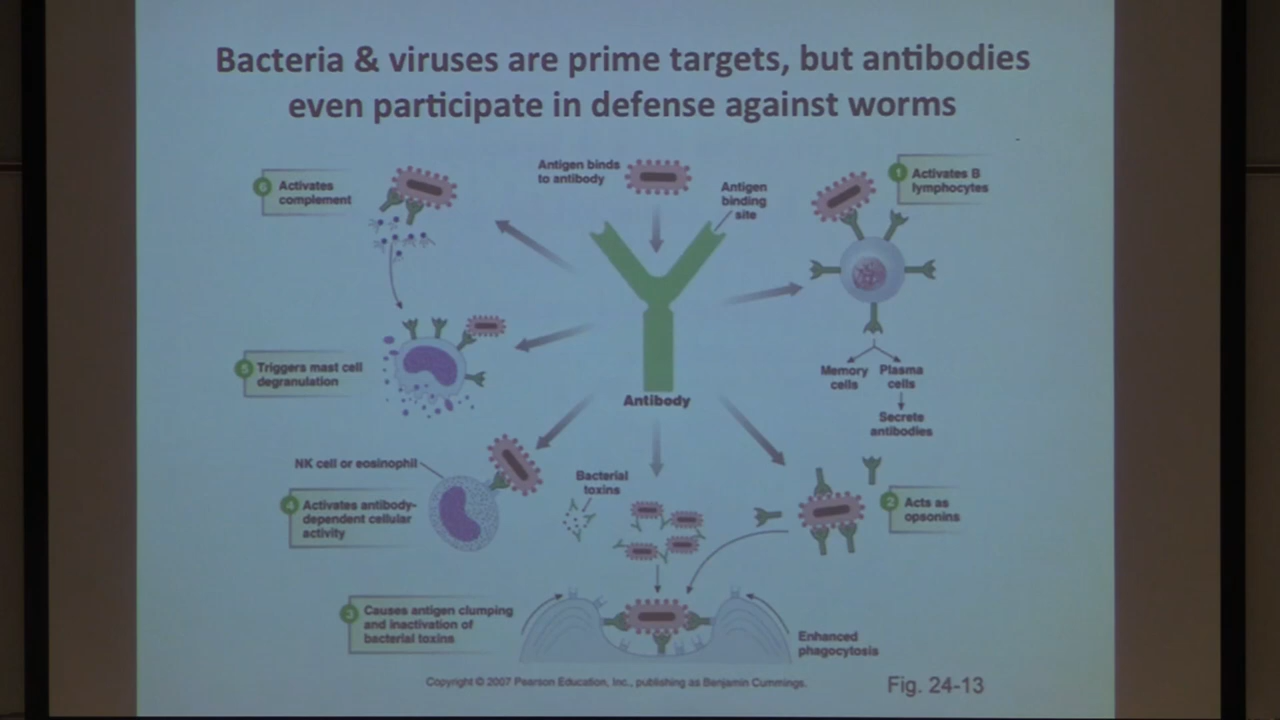 Bacteria & viruses are prime targets, but antibodies
even participate in defense against worms
6 Activates
complement
Antigen binds
to antibody
Antigen
binding
site
1 Activates B
lymphocytes
5 Triggers mast cell
degranulation
Antibody
Memory
cells
Plasma
cells
Secrete
antibodies
NK cell or eosinophil
4 Activates antibody-
dependent cellular
activity
Bacterial
toxins
2 Acts as
opsonins
3 Causes antigen clumping
and inactivation of
bacterial toxins
Enhanced
phagocytosis
Copyright © 2007 Pearson Education, Inc., publishing as Benjamin Cummings.
Fig. 24-13